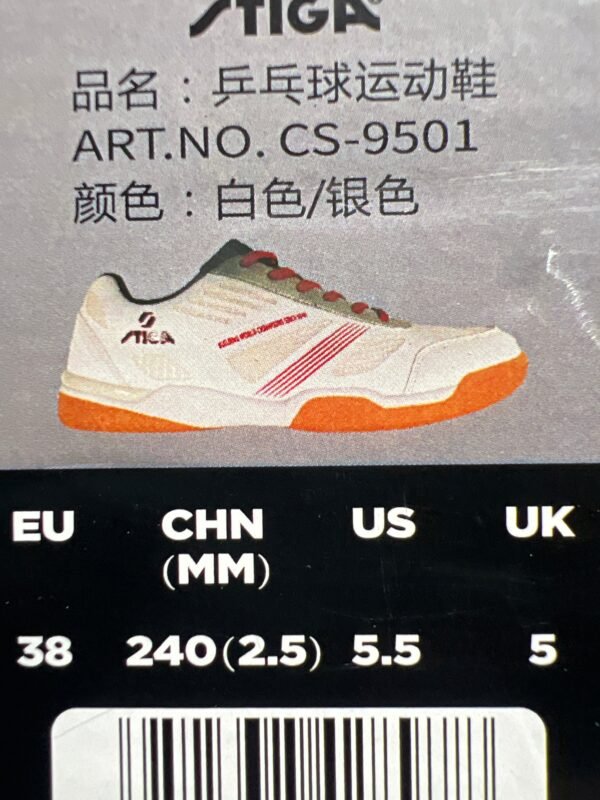 STIGA
品名：乒乓球运动鞋
ART.NO. CS-9501
颜色：白色/银色
STIGA
EU CHN US UK
(MM)
38 240(2.5) 5.5 5